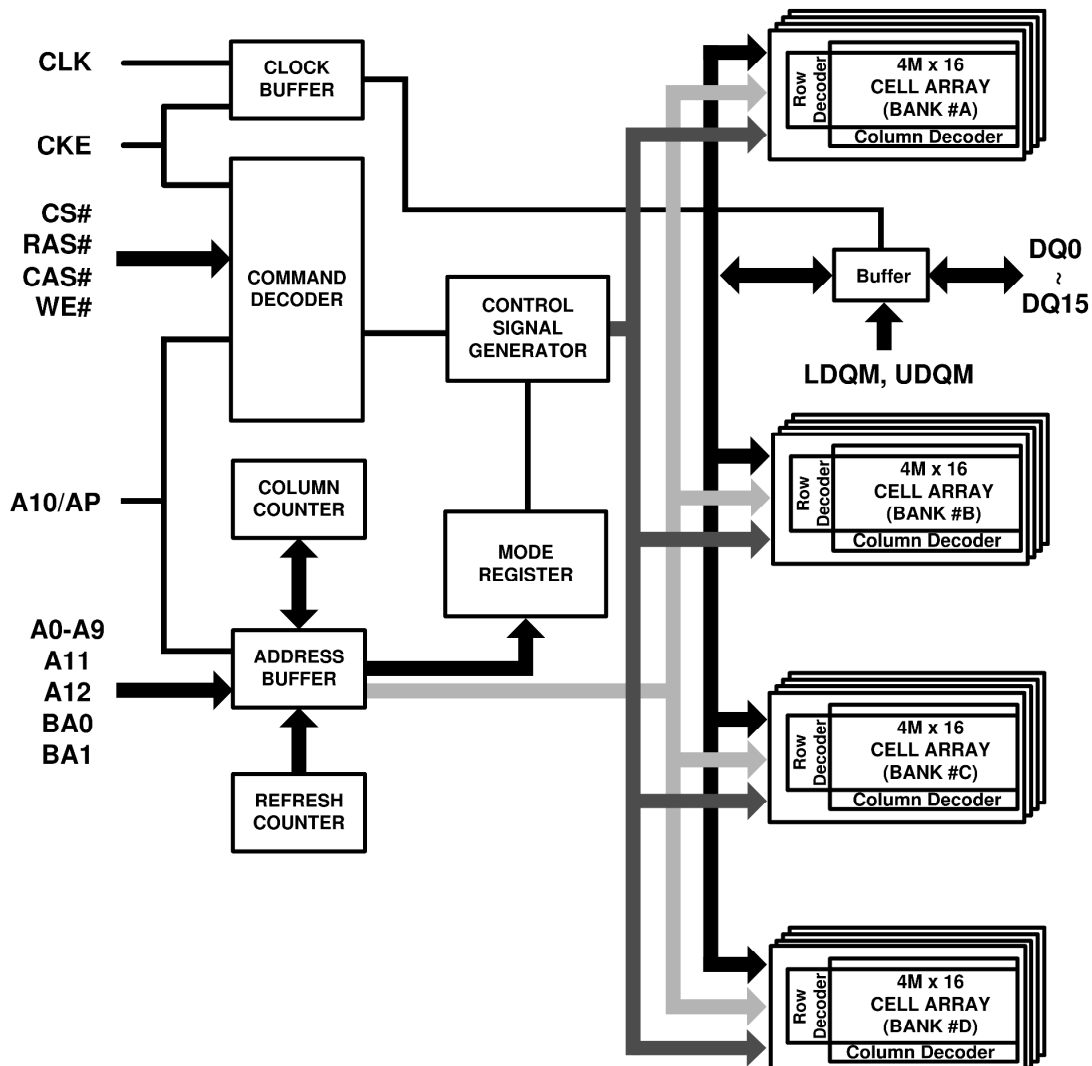 CLK
CKE
CS#
RAS#
CAS#
WE#
A10/AP
A0-A9
A11
A12
BA0
BA1
CLOCK
BUFFER
COMMAND
DECODER
COLUMN
COUNTER
ADDRESS
BUFFER
REFRESH
COUNTER
CONTROL
SIGNAL
GENERATOR
MODE
REGISTER
Row
Decoder
4M x 16
CELL ARRAY
(BANK #A)
Column Decoder
Buffer
DQ0
~
DQ15
LDQM, UDQM
Row
Decoder
4M x 16
CELL ARRAY
(BANK #B)
Column Decoder
Row
Decoder
4M x 16
CELL ARRAY
(BANK #C)
Column Decoder
Row
Decoder
4M x 16
CELL ARRAY
(BANK #D)
Column Decoder